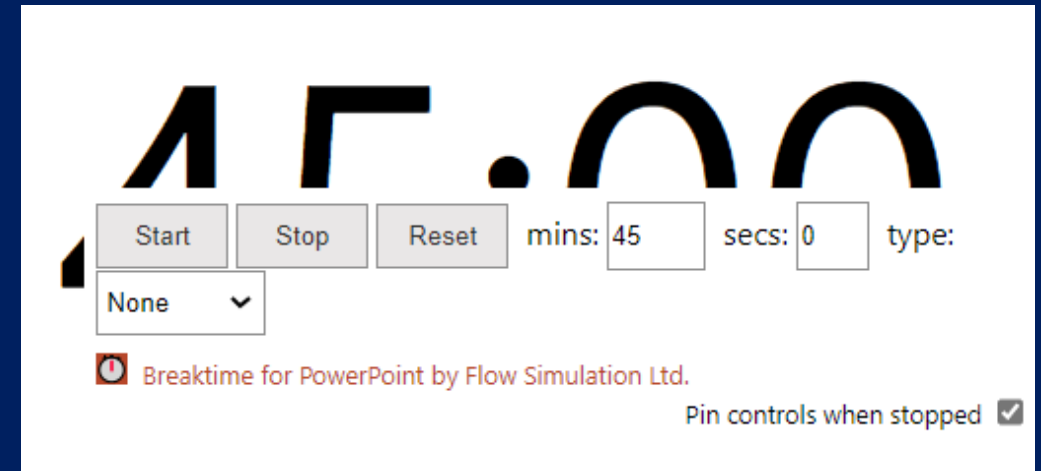 45:00
Start Stop Reset mins: 45 secs: 0 type:
None
Breaktime for PowerPoint by Flow Simulation Ltd.
Pin controls when stopped